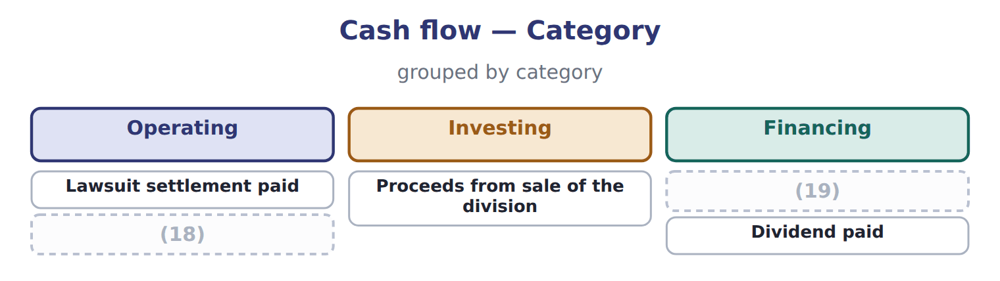 Cash flow — Category
grouped by category
Operating
Investing
Financing
Lawsuit settlement paid
(18)
Proceeds from sale of the
division
(19)
Dividend paid